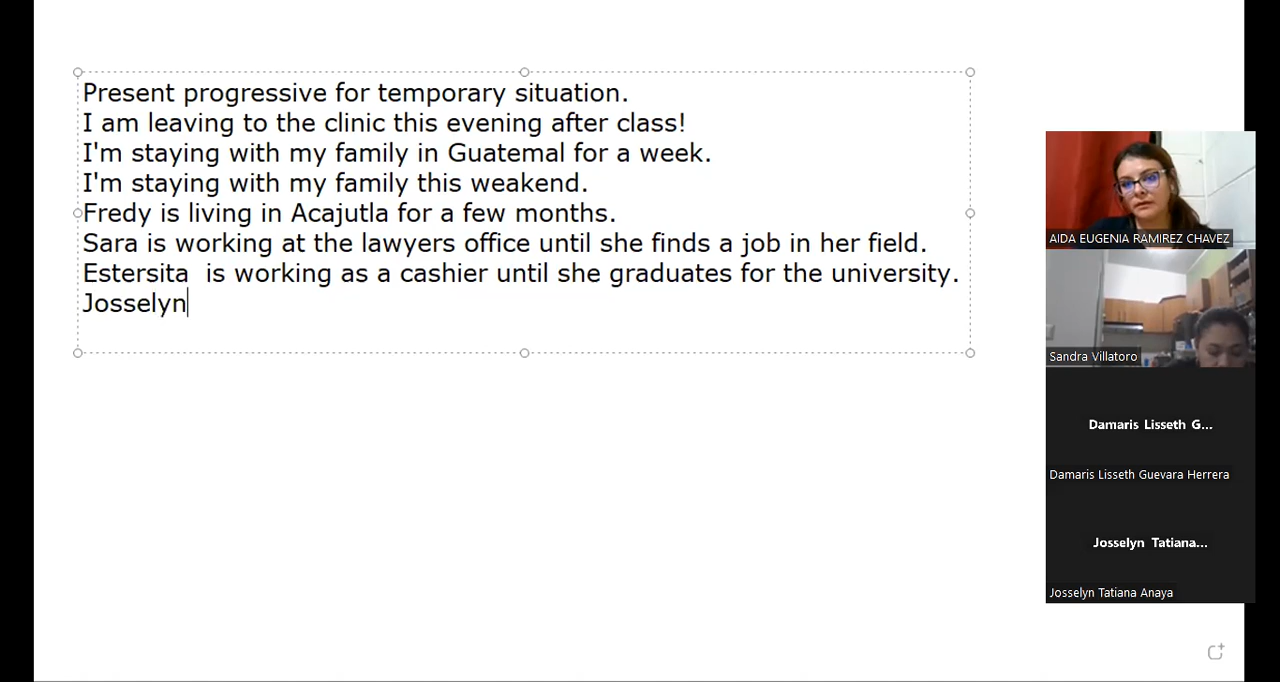 Present progressive for temporary situation.
I am leaving to the clinic this evening after class!
I'm staying with my family in Guatemal for a week.
I'm staying with my family this weakend.
Fredy is living in Acajutla for a few months.
Sara is working at the lawyers office until she finds a job in her field.
Estersita  is working as a cashier until she graduates for the university.
Josselyn
AIDA EUGENIA RAMIREZ CHAVEZ
Sandra Villatoro
Damaris Lisseth G...
Damaris Lisseth Guevara Herrera
Josselyn Tatiana...
Josselyn Tatiana Anaya